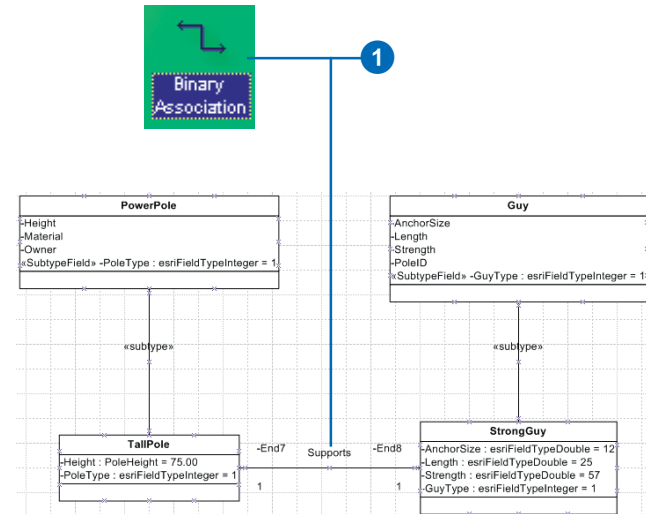 1
Binary
Association
PowerPole
-Height
-Material
-Owner
«SubtypeField» -PoleType : esriFieldTypeInteger = 1
Guy
-AnchorSize
-Length
-Strength
-PoleID
«SubtypeField» -GuyType : esriFieldTypeInteger = 1
«subtype»
«subtype»
TallPole
-Height : PoleHeight = 75.00
-PoleType : esriFieldTypeInteger = 1
-End7
Supports
-End8
1
1
StrongGuy
-AnchorSize : esriFieldTypeDouble = 12
-Length : esriFieldTypeDouble = 25
-Strength : esriFieldTypeDouble = 57
-GuyType : esriFieldTypeInteger = 1